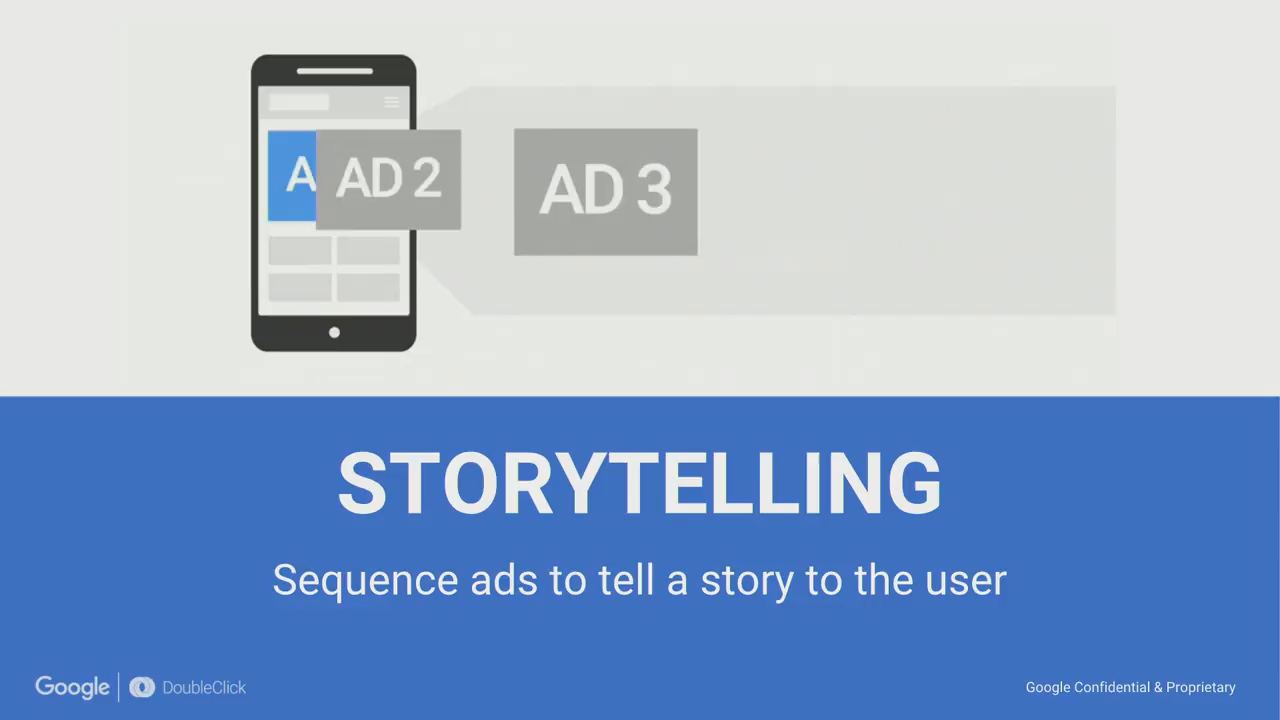 A
AD 2
AD 3
STORYTELLING
Sequence ads to tell a story to the user
Google DoubleClick
Google Confidential & Proprietary